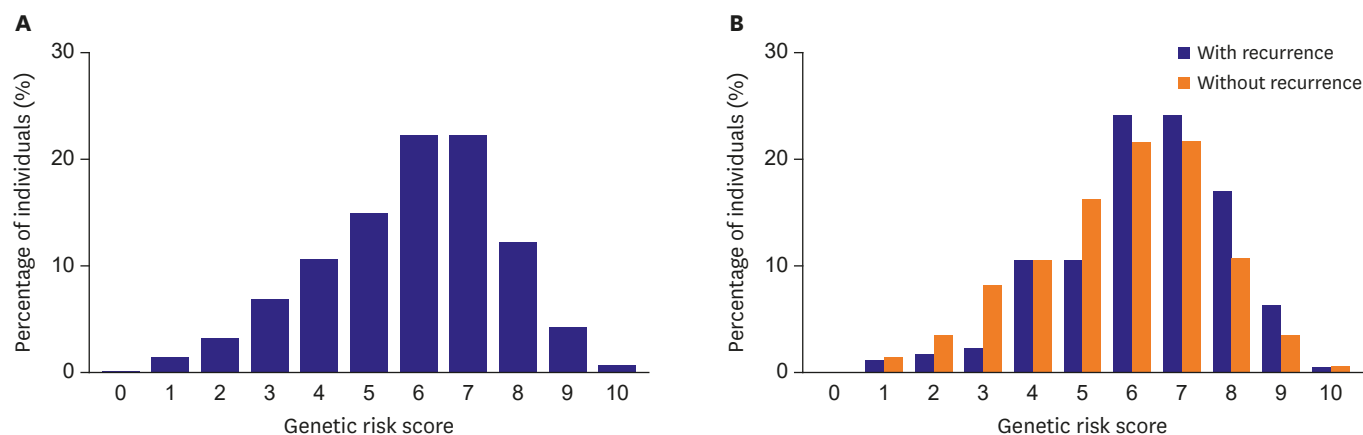 A
Percentage of individuals (%)
30
20
10
0
0 1 2 3 4 5 6 7 8 9 10
Genetic risk score
B
Percentage of individuals (%)
30
20
10
0
With recurrence
Without recurrence
0 1 2 3 4 5 6 7 8 9 10
Genetic risk score